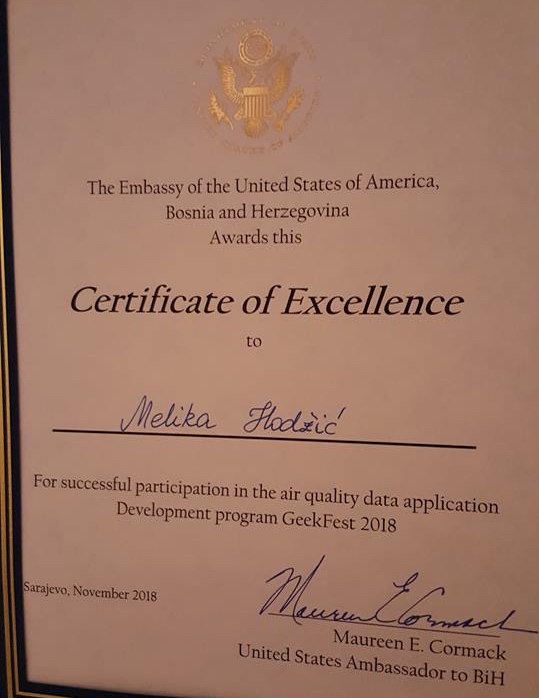 The Embassy of the United States of America,
Bosnia and Herzegovina
Awards this
Certificate of Excellence
to
Melika Hodžić
For successful participation in the air quality data application
Development program GeekFest 2018
Sarajevo, November 2018
Maureen E Cormack
Maureen E. Cormack
United States Ambassador to BiH